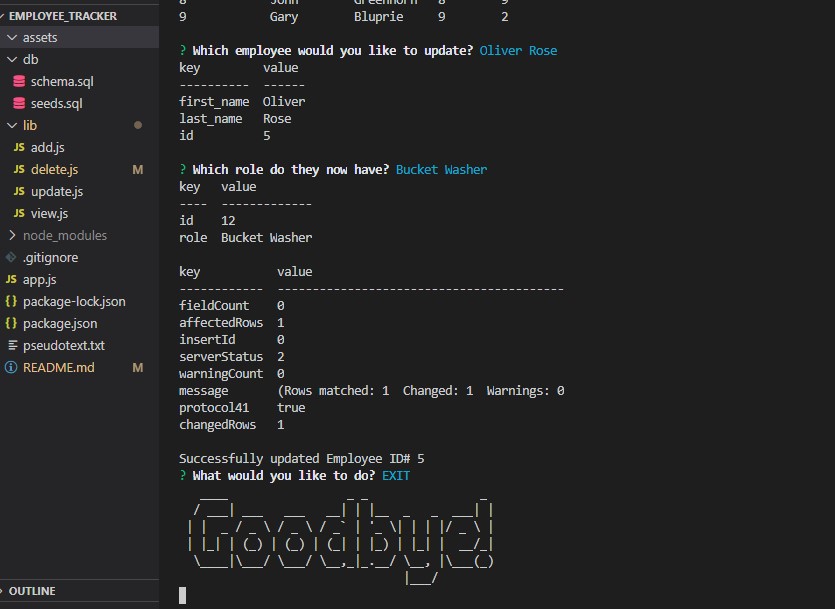 EMPLOYEE_TRACKER
assets
db
schema.sql
seeds.sql
lib
JS add.js
JS delete.js M
JS update.js
JS view.js
node_modules
.gitignore
JS app.js
{} package-lock.json
{} package.json
pseudotext.txt
README.md M
OUTLINE
9 Gary Bluprie 9 2
? Which employee would you like to update? Oliver Rose
key value
---------- ------
first_name Oliver
last_name Rose
id 5
? Which role do they now have? Bucket Washer
key value
---- -------------
id 12
role Bucket Washer
key value
------------ -----------------------------------------
fieldCount 0
affectedRows 1
insertId 0
serverStatus 2
warningCount 0
message (Rows matched: 1 Changed: 1 Warnings: 0
protocol41 true
changedRows 1
Successfully updated Employee ID# 5
? What would you like to do? EXIT
Goodbye!